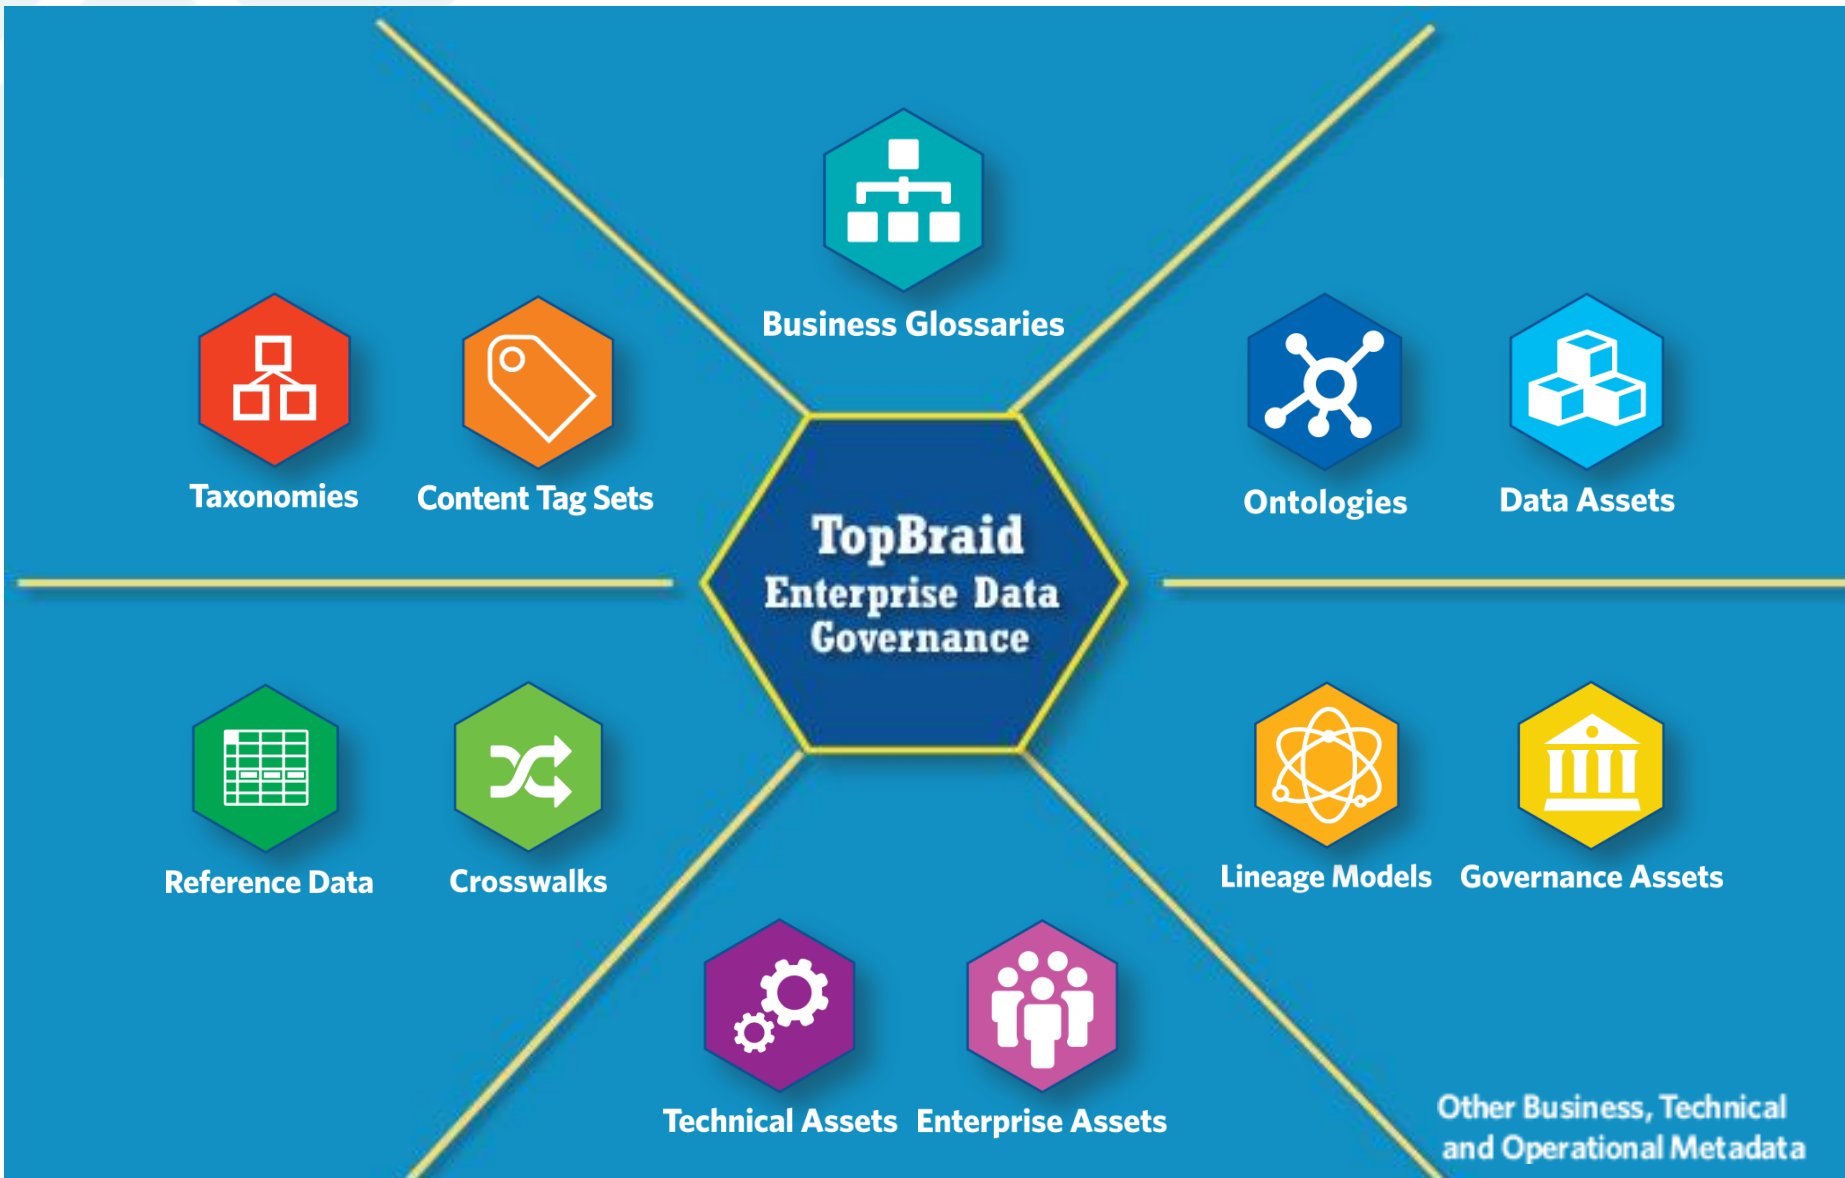 Business Glossaries
Taxonomies
Content Tag Sets
Ontologies
Data Assets
TopBraid
Enterprise Data
Governance
Reference Data
Crosswalks
Lineage Models
Governance Assets
Technical Assets
Enterprise Assets
Other Business, Technical
and Operational Metadata